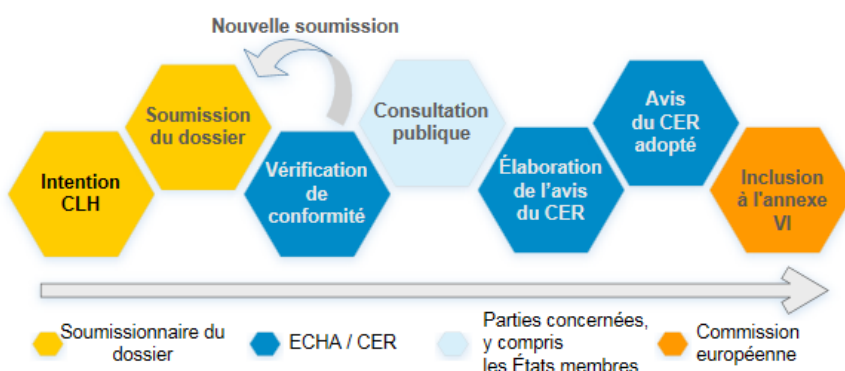 Nouvelle soumission
Intention
CLH
Soumission
du dossier
Vérification
de
conformité
Consultation
publique
Élaboration
de l'avis
du CER
Avis
du CER
adopté
Inclusion
à l'annexe
VI
Soumissionnaire du
dossier
ECHA / CER
Parties concernées,
y compris
les États membres
Commission
européenne